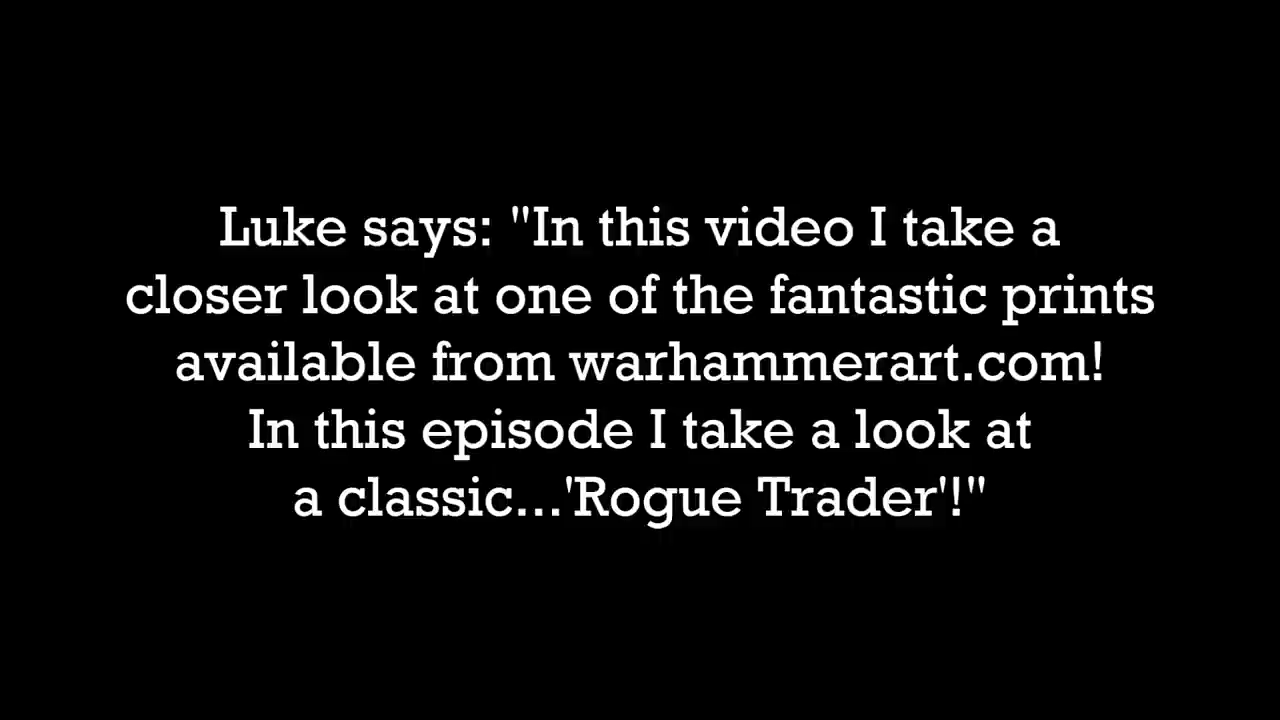 Luke says: "In this video I take a
closer look at one of the fantastic prints
available from warhammerart.com!
In this episode I take a look at
a classic...'Rogue Trader'!"